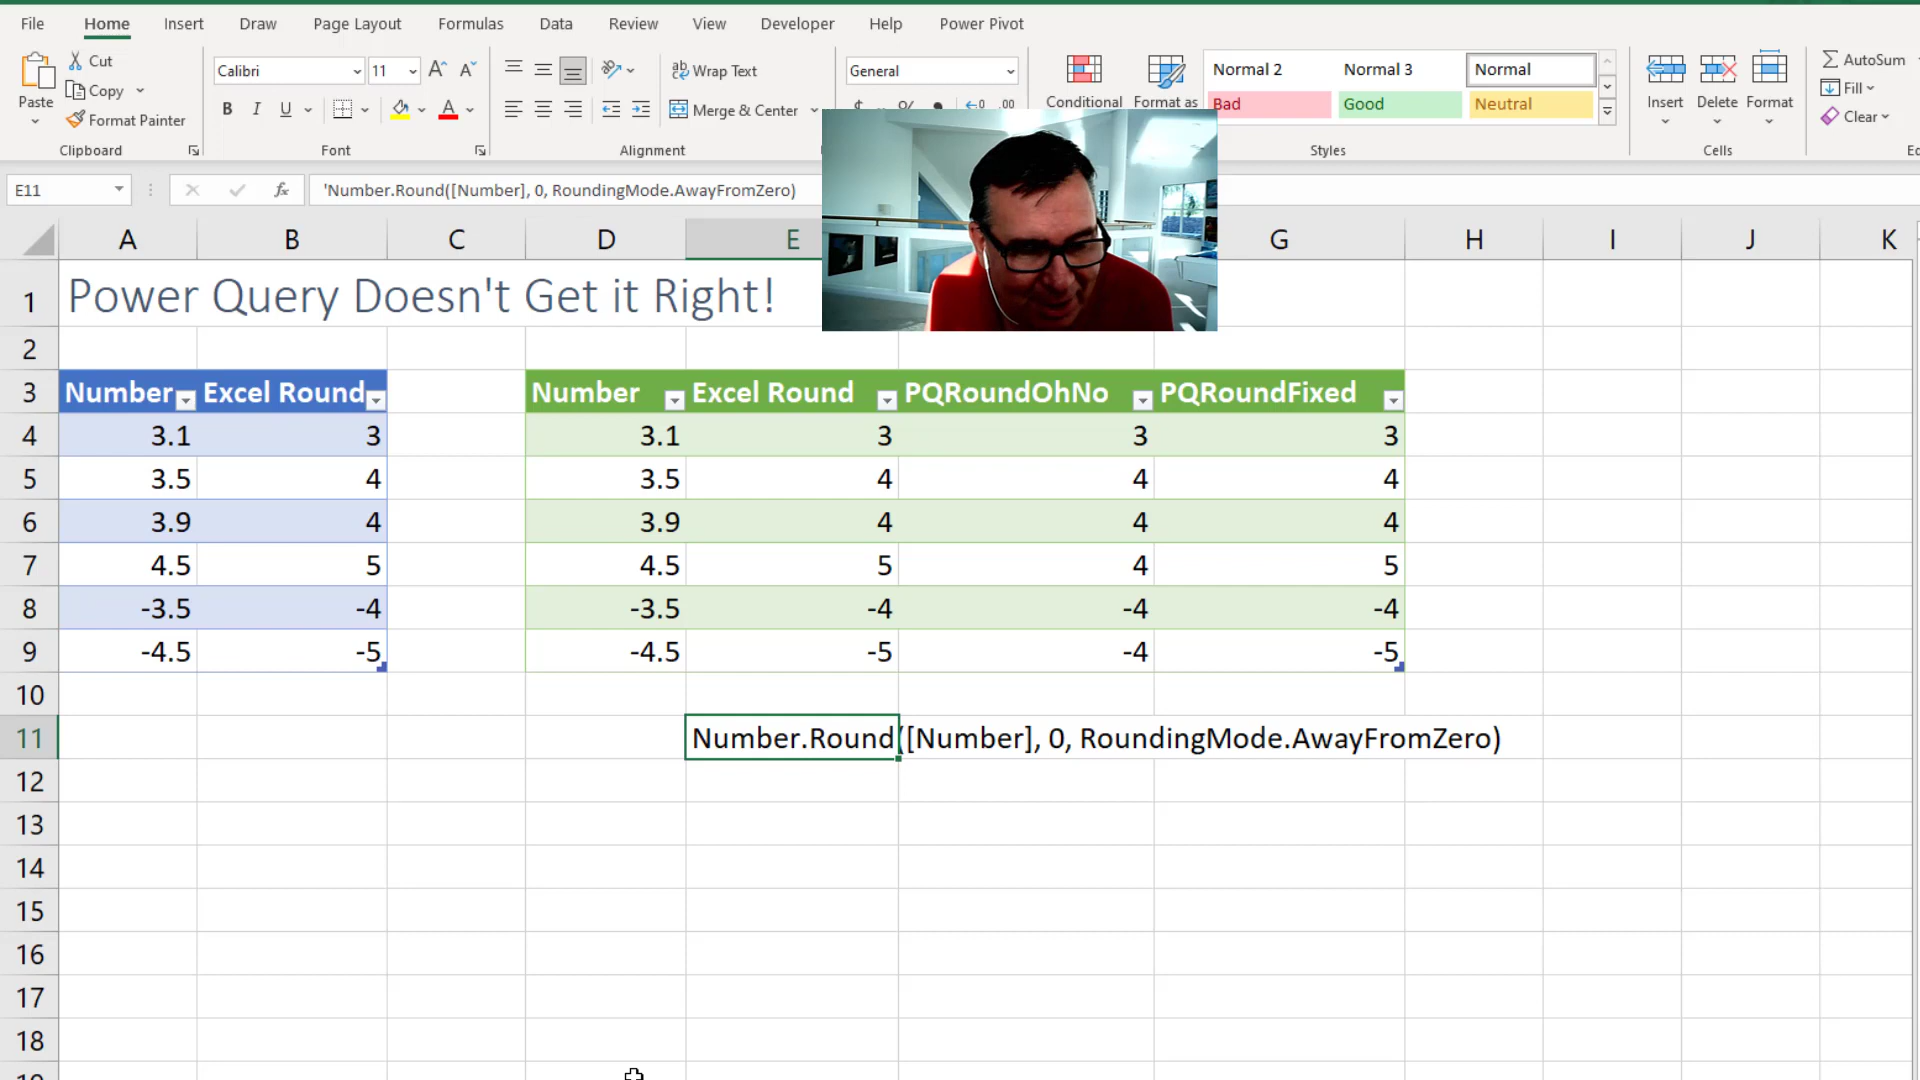 File Home Insert Draw Page Layout Formulas Data Review View Developer Help Power Pivot
Cut
Copy
Format Painter
Paste
Clipboard
Calibri 11
B I U A
Font
Wrap Text
Merge & Center
Alignment
General
Conditional
Format as
Normal 2 Normal 3 Normal
Bad Good Neutral
Styles
Insert Delete Format
Cells
AutoSum
Fill
Clear
E11 fx 'Number.Round([Number], 0, RoundingMode.AwayFromZero)
A B C D E G H I J K
1 Power Query Doesn't Get it Right!
2
3 Number Excel Round Number Excel Round PQRoundOhNo PQRoundFixed
4 3.1 3 3.1 3 3 3
5 3.5 4 3.5 4 4 4
6 3.9 4 3.9 4 4 4
7 4.5 5 4.5 5 4 5
8 -3.5 -4 -3.5 -4 -4 -4
9 -4.5 -5 -4.5 -5 -4 -5
10
11 Number.Round([Number], 0, RoundingMode.AwayFromZero)
12
13
14
15
16
17
18